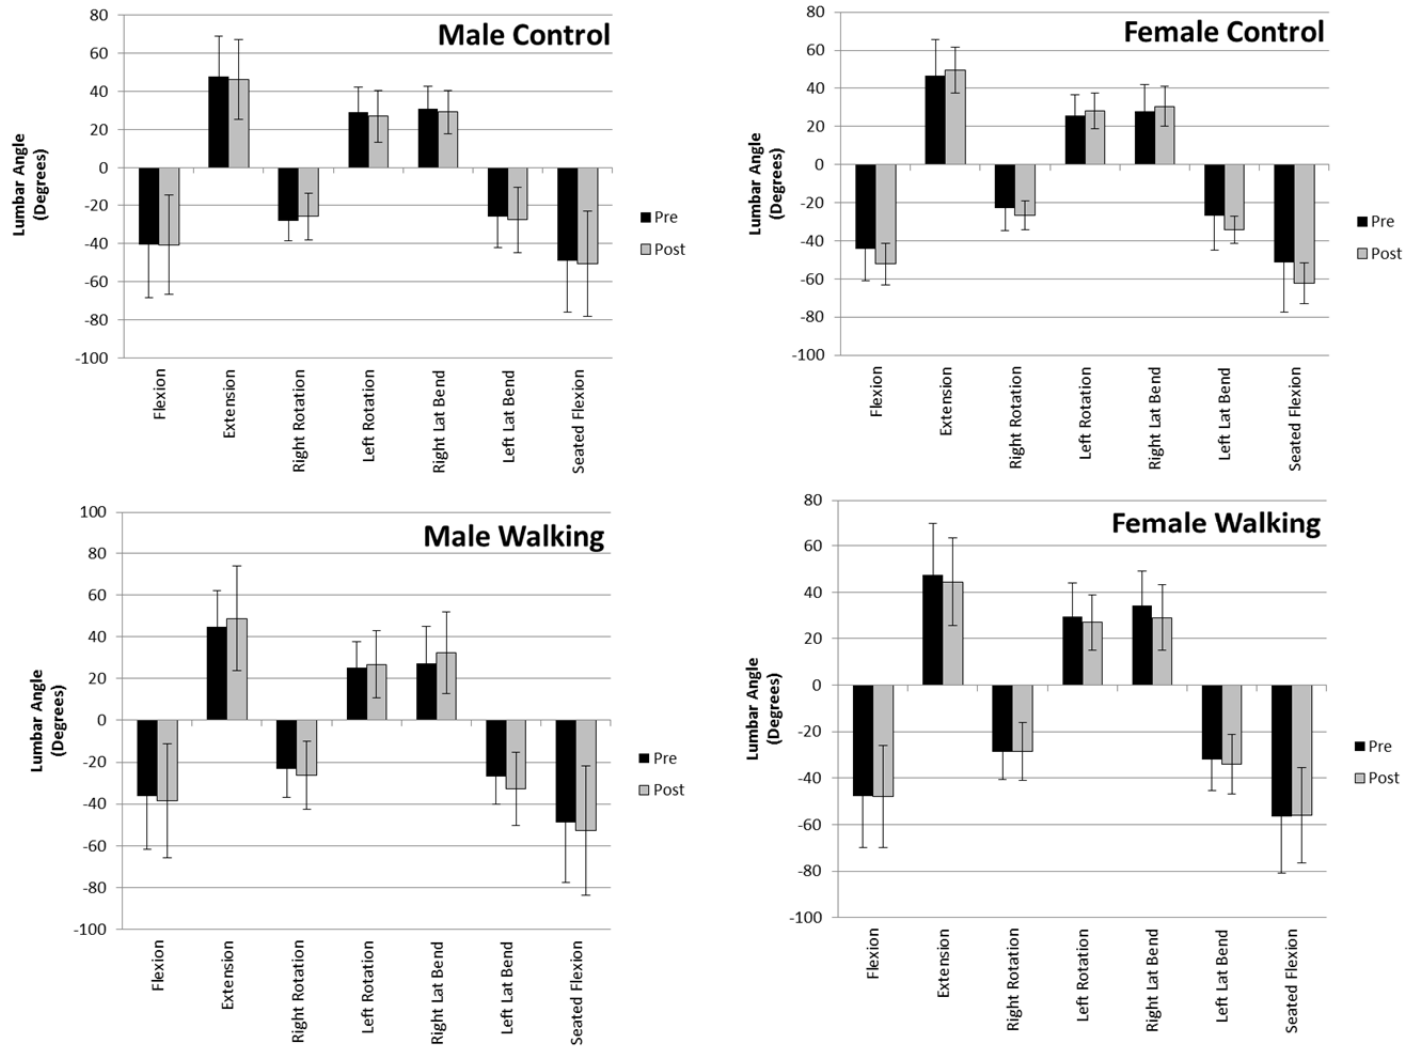 Male Control
80
60
40
20
0
-20
-40
-60
-80
-100
Lumbar Angle
(Degrees)
Flexion
Extension
Right Rotation
Left Rotation
Right Lat Bend
Left Lat Bend
Seated Flexion
Pre
Post
Female Control
80
60
40
20
0
-20
-40
-60
-80
-100
Lumbar Angle
(Degrees)
Flexion
Extension
Right Rotation
Left Rotation
Right Lat Bend
Left Lat Bend
Seated Flexion
Pre
Post
Male Walking
100
80
60
40
20
0
-20
-40
-60
-80
-100
Lumbar Angle
(Degrees)
Flexion
Extension
Right Rotation
Left Rotation
Right Lat Bend
Left Lat Bend
Seated Flexion
Pre
Post
Female Walking
80
60
40
20
0
-20
-40
-60
-80
-100
Lumbar Angle
(Degrees)
Flexion
Extension
Right Rotation
Left Rotation
Right Lat Bend
Left Lat Bend
Seated Flexion
Pre
Post